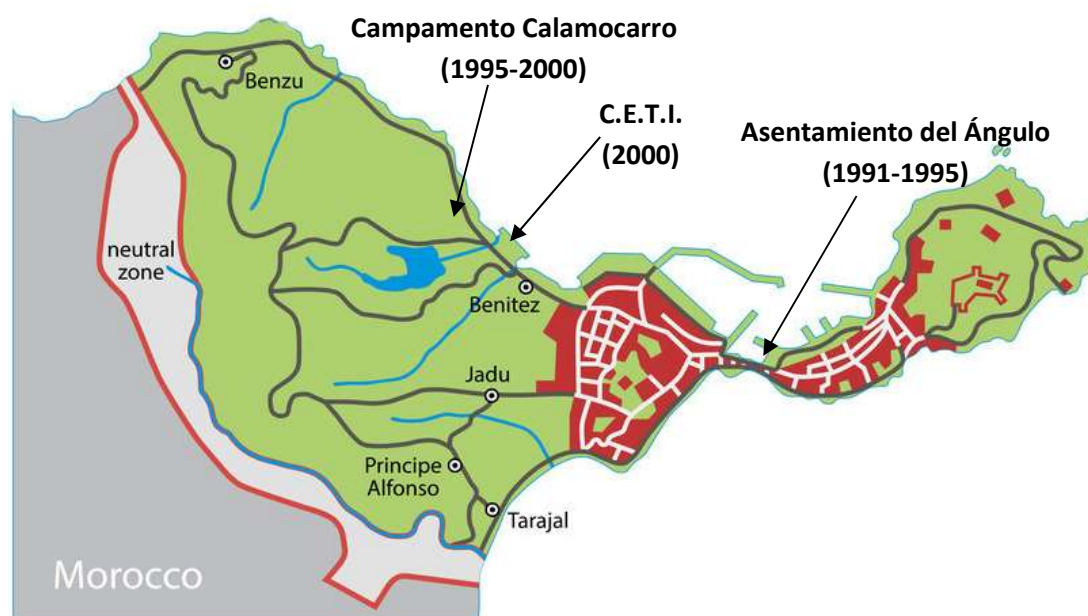 Campamento Calamocarro
(1995-2000)
C.E.T.I.
(2000)
Asentamiento del Ángulo
(1991-1995)
Benzu
neutral
zone
Benitez
Jadu
Principe
Alfonso
Tarajal
Morocco